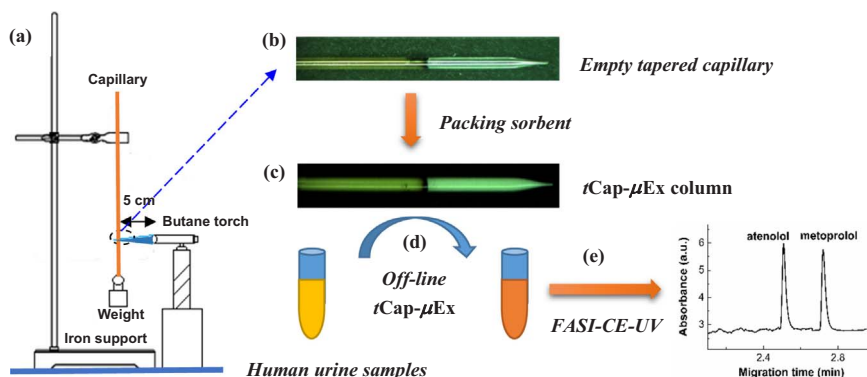 (a)
Capillary
5 cm
Butane torch
Weight
Iron support
(b)
Empty tapered capillary
Packing sorbent
(c)
tCap-μEx column
(d)
Off-line
tCap-μEx
Human urine samples
(e)
FASI-CE-UV
atenolol metoprolol
Absorbance (a.u.)
6
5
4
3
2.4 2.8
Migration time (min)